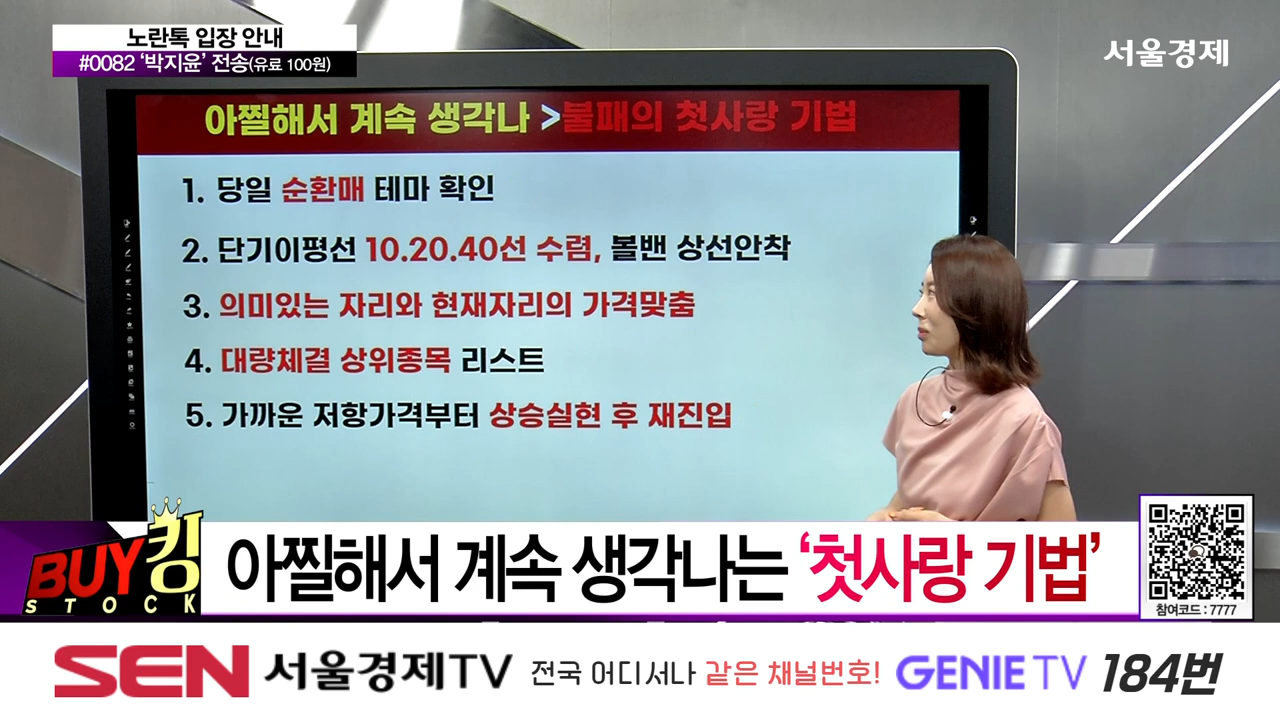 노란톡 입장 안내
#0082 ‘박지윤’ 전송(유료 100원)
서울경제
아찔해서 계속 생각나 >불패의 첫사랑 기법
1. 당일 순환매 테마 확인
2. 단기이평선 10.20.40선 수렴, 볼밴 상선안착
3. 의미있는 자리와 현재자리의 가격맞춤
4. 대량체결 상위종목 리스트
5. 가까운 저항가격부터 상승실현 후 재진입
BUY킹
STOCK
아찔해서 계속 생각나는 ‘첫사랑 기법’
참여코드 : 7777
SEN 서울경제TV 전국 어디서나 같은 채널번호! GENIE TV 184번